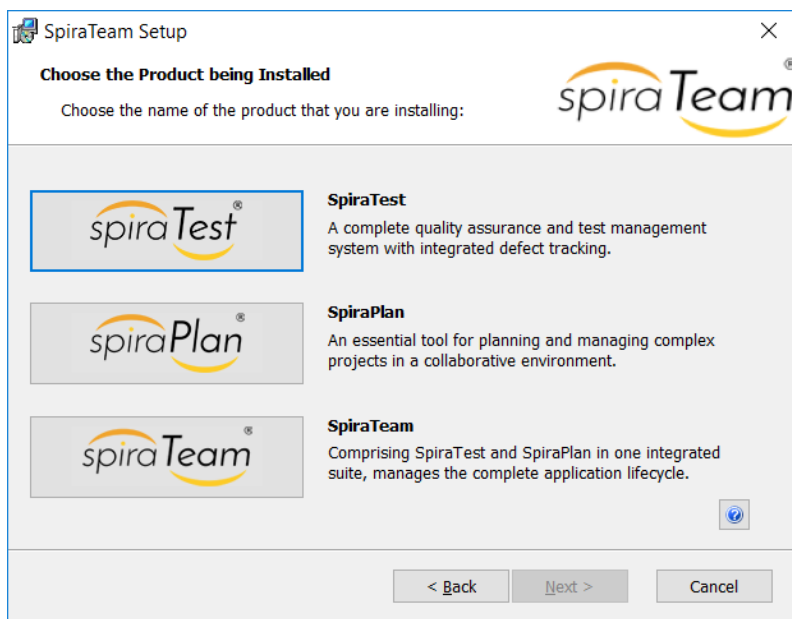 SpiraTeam Setup
Choose the Product being Installed
Choose the name of the product that you are installing:
spiraTeam®
spiraTest®
SpiraTest
A complete quality assurance and test management
system with integrated defect tracking.
spiraPlan®
SpiraPlan
An essential tool for planning and managing complex
projects in a collaborative environment.
spiraTeam®
SpiraTeam
Comprising SpiraTest and SpiraPlan in one integrated
suite, manages the complete application lifecycle.
?
< Back Next > Cancel